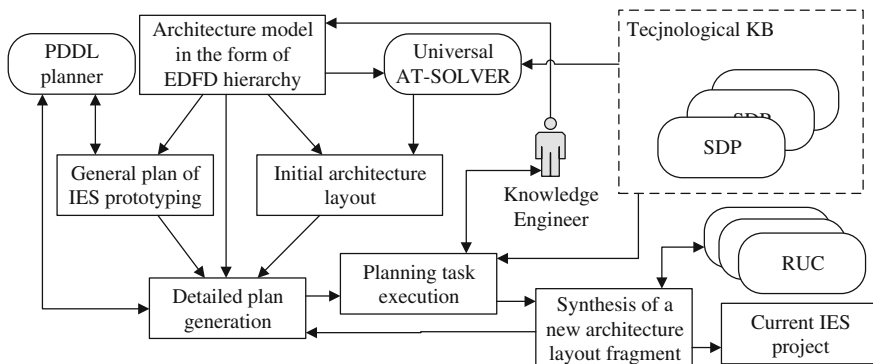 PDDL
planner
Architecture model
in the form of
EDFD hierarchy
Universal
AT-SOLVER
Tecjnological KB
SDP
SDP
General plan of
IES prototyping
Initial architecture
layout
Knowledge
Engineer
Detailed plan
generation
Planning task
execution
Synthesis of a
new architecture
layout fragment
RUC
Current IES
project